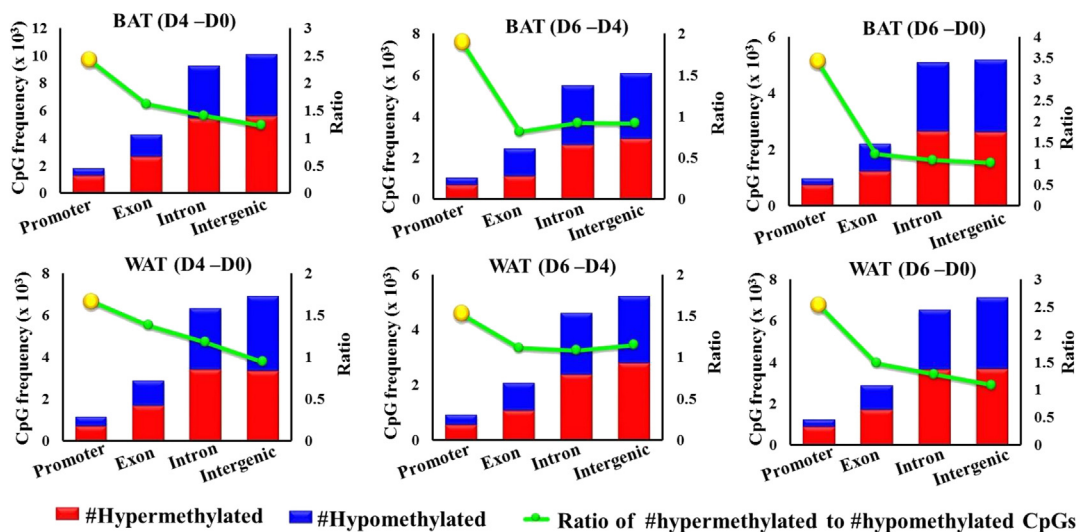 BAT (D4 –D0)
CpG frequency (x 10³)
12
10
8
6
4
2
0
3
2.5
2
1.5
1
0.5
0
Ratio
Promoter
Exon
Intron
Intergenic
BAT (D6 –D4)
CpG frequency (x 10³)
8
6
4
2
0
2
1.5
1
0.5
0
Ratio
Promoter
Exon
Intron
Intergenic
BAT (D6 –D0)
CpG frequency (x 10³)
6
4
2
0
4
3.5
3
2.5
2
1.5
1
0.5
0
Ratio
Promoter
Exon
Intron
Intergenic
WAT (D4 –D0)
CpG frequency (x 10³)
8
6
4
2
0
2
1.5
1
0.5
0
Ratio
Promoter
Exon
Intron
Intergenic
WAT (D6 –D4)
CpG frequency (x 10³)
6
4
2
0
2
1.5
1
0.5
0
Ratio
Promoter
Exon
Intron
Intergenic
WAT (D6 –D0)
CpG frequency (x 10³)
8
6
4
2
0
3
2.5
2
1.5
1
0.5
0
Ratio
Promoter
Exon
Intron
Intergenic
#Hypermethylated
#Hypomethylated
Ratio of #hypermethylated to #hypomethylated CpGs